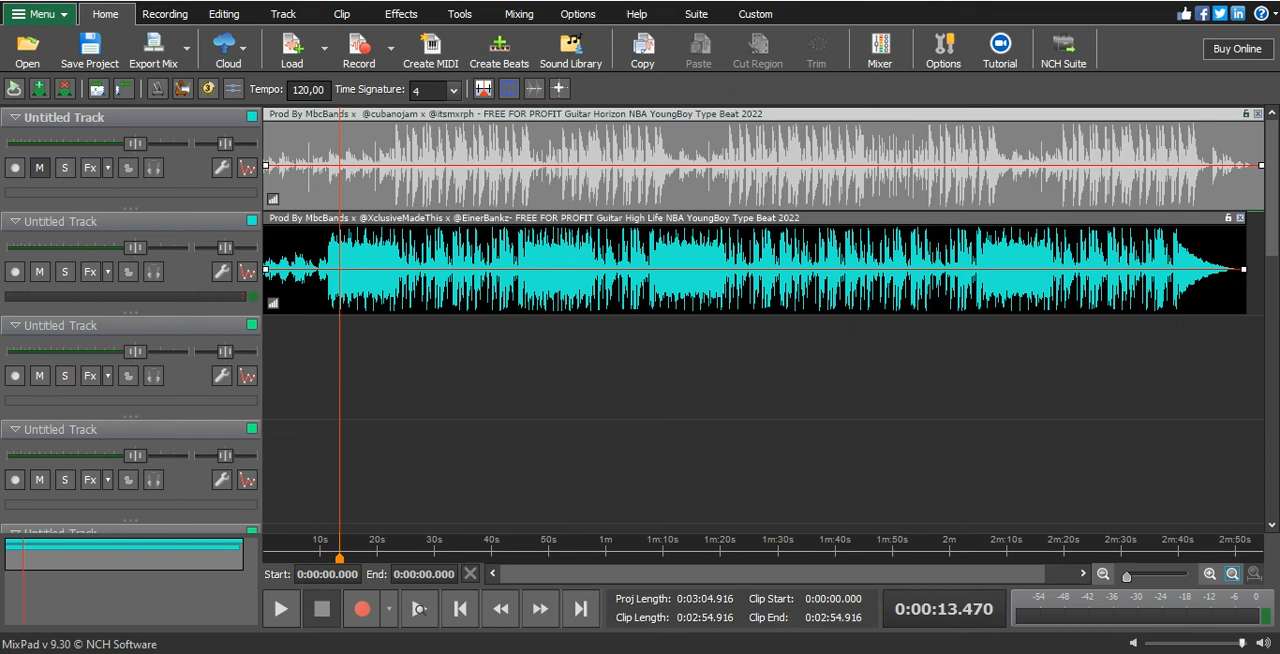 Menu Home Recording Editing Track Clip Effects Tools Mixing Options Help Suite Custom
Open Save Project Export Mix Cloud Load Record Create MIDI Create Beats Sound Library Copy Paste Cut Region Trim Mixer Options Tutorial NCH Suite Buy Online
Tempo: 120,00 Time Signature: 4
Untitled Track
Prod By MbcBands x @cubanojam x @itsmxrph - FREE FOR PROFIT Guitar Horizon NBA YoungBoy Type Beat 2022
M S Fx
Untitled Track
Prod By MbcBands x @XclusiveMadeThis x @EinerBankz- FREE FOR PROFIT Guitar High Life NBA YoungBoy Type Beat 2022
M S Fx
Untitled Track
M S Fx
Untitled Track
M S Fx
Untitled Track
10s 20s 30s 40s 50s 1m 1m:10s 1m:20s 1m:30s 1m:40s 1m:50s 2m 2m:10s 2m:20s 2m:30s 2m:40s 2m:50s
Start: 0:00:00.000 End: 0:00:00.000
Proj Length: 0:03:04.916 Clip Start: 0:00:00.000
Clip Length: 0:02:54.916 Clip End: 0:02:54.916
0:00:13.470
-54 -48 -42 -36 -30 -24 -18 -12 -6 0
MixPad v 9.30 © NCH Software